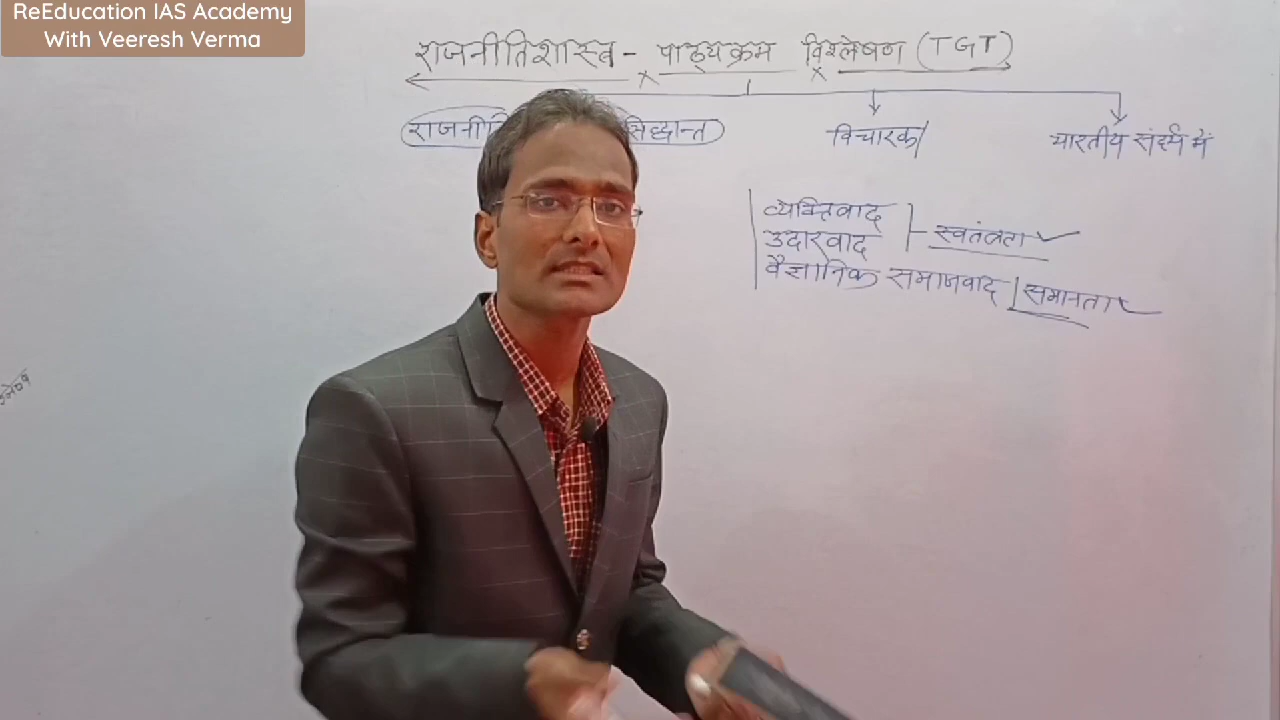 ReEducation IAS Academy
With Veeresh Verma
राजनीतिशास्त्र - पाठ्यक्रम विश्लेषण (TGT)
राजनीति सिद्धान्त
विचारक
भारतीय संदर्भ में
व्यक्तिवाद
उदारवाद
स्वतंत्रता
वैज्ञानिक समाजवाद
समानता